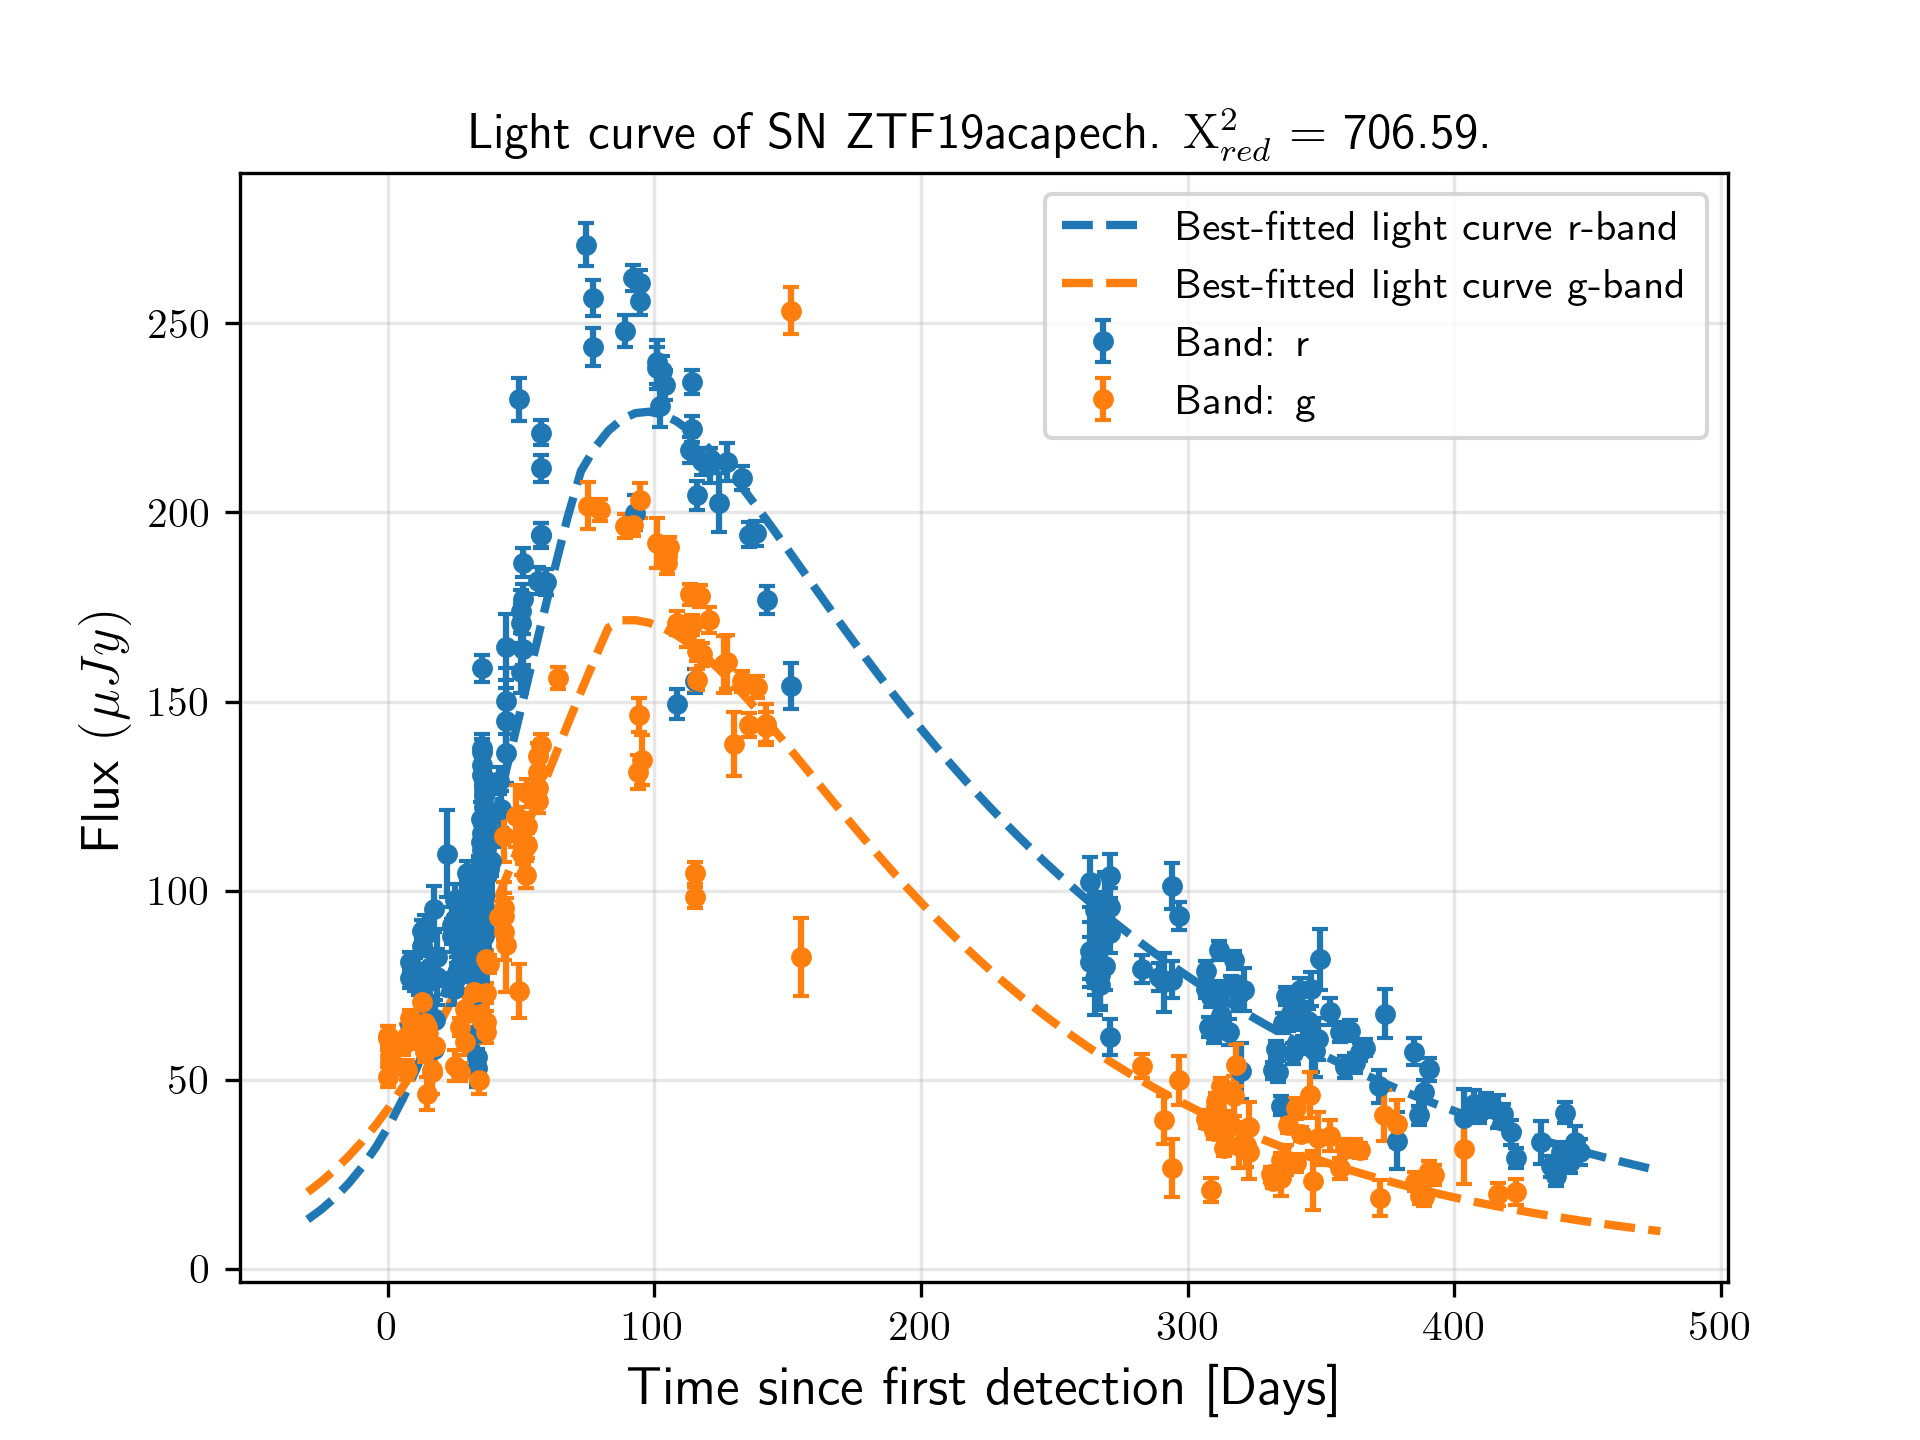 Light curve of SN ZTF19acapech. X²_red = 706.59.
Best-fitted light curve r-band
Best-fitted light curve g-band
Band: r
Band: g
Flux (μJy)
250
200
150
100
50
0
0 100 200 300 400 500
Time since first detection [Days]